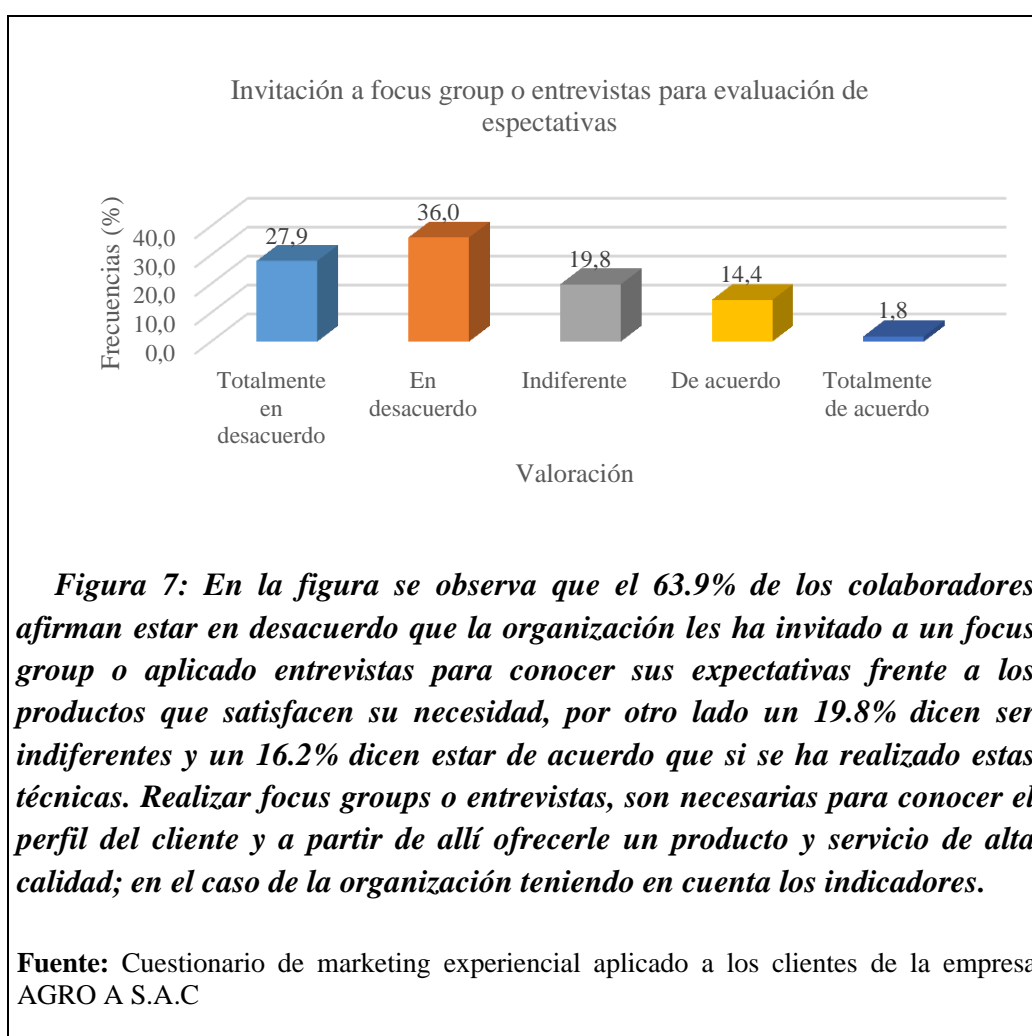 Invitación a focus group o entrevistas para evaluación de
espectativas
Frecuencias (%)
40,0
30,0
20,0
10,0
0,0
27,9
36,0
19,8
14,4
1,8
Totalmente
en
desacuerdo
En
desacuerdo
Indiferente
De acuerdo
Totalmente
de acuerdo
Valoración
Figura 7: En la figura se observa que el 63.9% de los colaboradores
afirman estar en desacuerdo que la organización les ha invitado a un focus
group o aplicado entrevistas para conocer sus expectativas frente a los
productos que satisfacen su necesidad, por otro lado un 19.8% dicen ser
indiferentes y un 16.2% dicen estar de acuerdo que si se ha realizado estas
técnicas. Realizar focus groups o entrevistas, son necesarias para conocer el
perfil del cliente y a partir de allí ofrecerle un producto y servicio de alta
calidad; en el caso de la organización teniendo en cuenta los indicadores.
Fuente: Cuestionario de marketing experiencial aplicado a los clientes de la empresa
AGRO A S.A.C